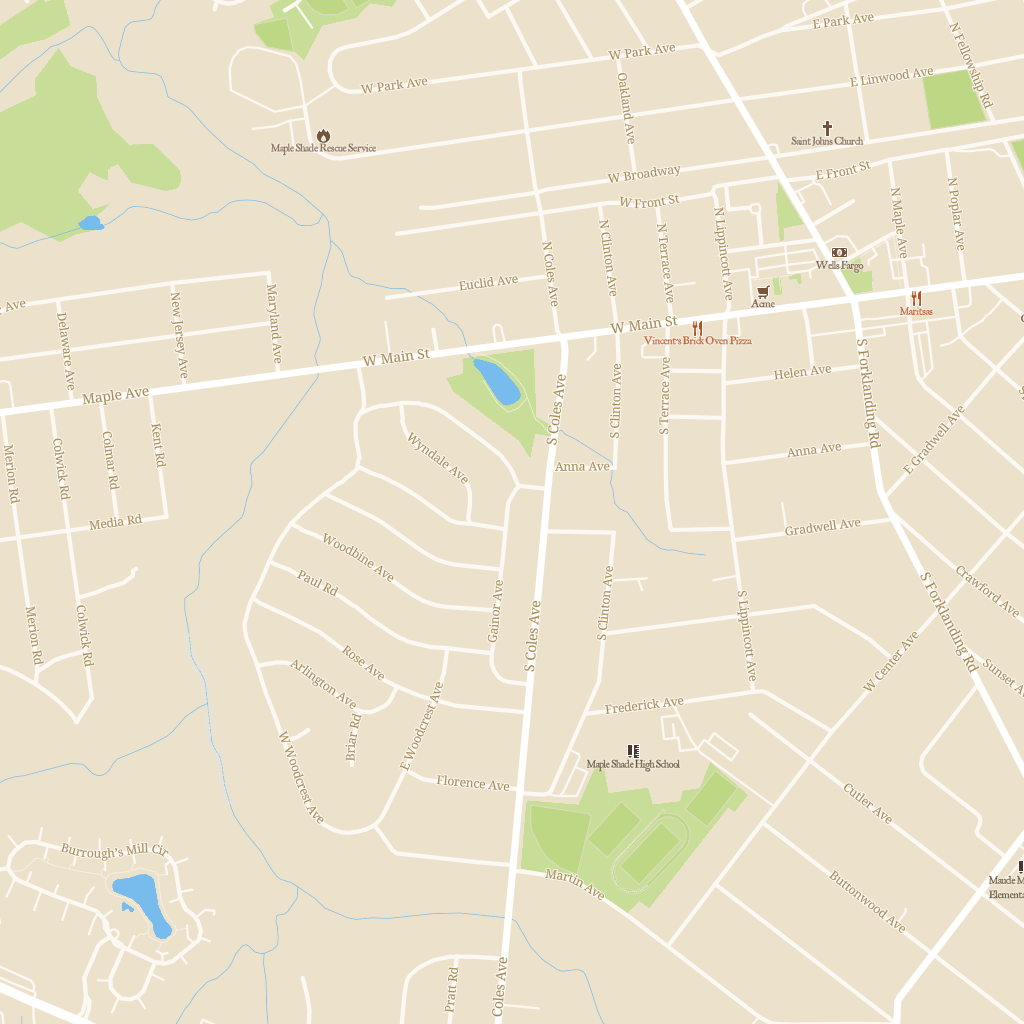 E Park Ave
N Fellowship Rd
W Park Ave
W Park Ave
E Linwood Ave
Oakland Ave
Maple Shade Rescue Service
Saint Johns Church
W Broadway
E Front St
W Front St
N Maple Ave
N Poplar Ave
N Lippincott Ave
N Clinton Ave
N Terrace Ave
N Coles Ave
Wells Fargo
Euclid Ave
Acme
Maritsas
Ave
Delaware Ave
New Jersey Ave
Maryland Ave
W Main St
W Main St
Vincent's Brick Oven Pizza
S Forklanding Rd
Helen Ave
Maple Ave
S Coles Ave
S Clinton Ave
S Terrace Ave
E Gradwell Ave
Merion Rd
Colwick Rd
Colmar Rd
Kent Rd
Wyndale Ave
Anna Ave
Anna Ave
Media Rd
Gradwell Ave
Woodbine Ave
Paul Rd
Gainor Ave
S Coles Ave
S Clinton Ave
S Lippincott Ave
S Forklanding Rd
Crawford Ave
Merion Rd
Colwick Rd
Rose Ave
Arlington Ave
W Center Ave
Sunset A
Frederick Ave
Briar Rd
E Woodcrest Ave
W Woodcrest Ave
Maple Shade High School
Florence Ave
Cutler Ave
Burrough's Mill Cir
Martin Ave
Buttonwood Ave
Maude M
Elementa
Pratt Rd
Coles Ave